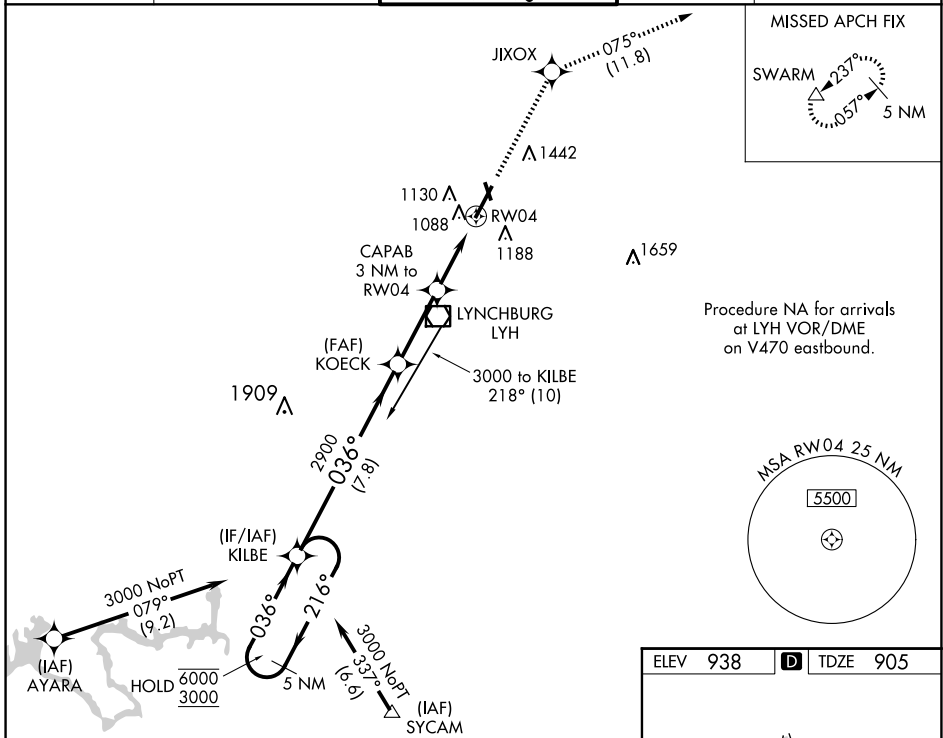 MISSED APCH FIX
JIXOX
075°
(11.8)
SWARM
237°
057°
5 NM
1442
1130
1088
RW04
1188
CAPAB
3 NM to
RW04
1659
LYNCHBURG
LYH
Procedure NA for arrivals
at LYH VOR/DME
on V470 eastbound.
(FAF)
KOECK
3000 to KILBE
218° (10)
1909
2900
036°
(7.8)
MSA RW04 25 NM
5500
(IF/IAF)
KILBE
3000 NoPT
079°
(9.2)
036°
216°
3000 NoPT
337°
(6.6)
(IAF)
AYARA
HOLD
6000
3000
5 NM
(IAF)
SYCAM
ELEV 938 D TDZE 905